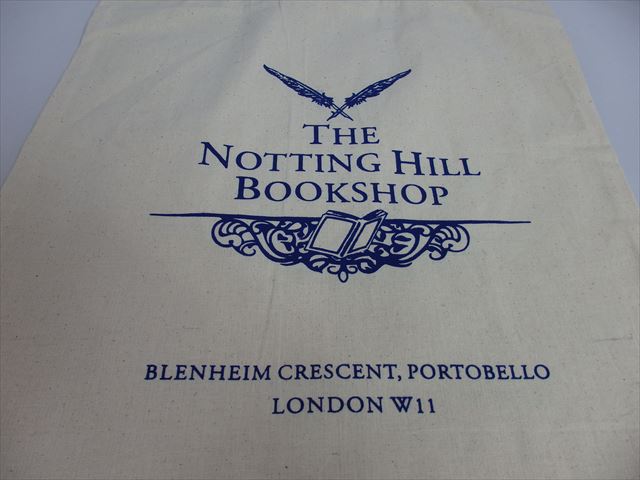 THE
NOTTING HILL
BOOKSHOP
BLENHEIM CRESCENT, PORTOBELLO
LONDON W11